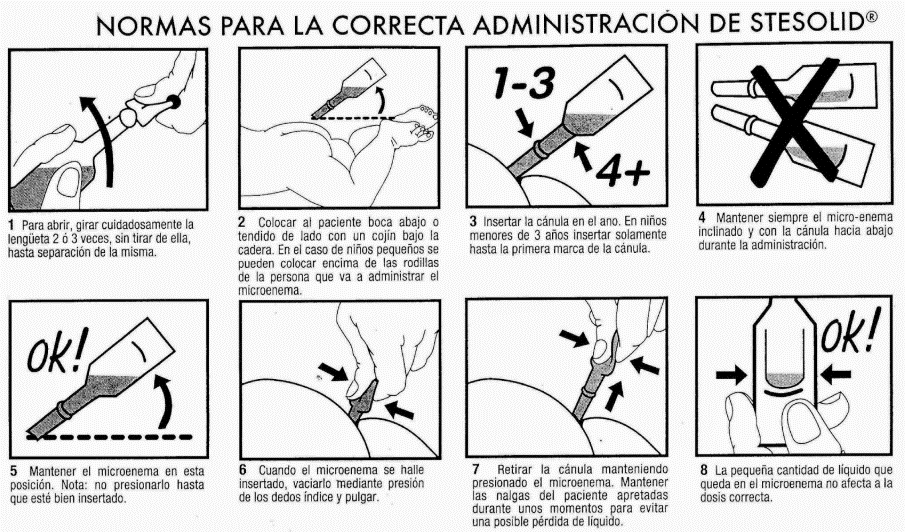 NORMAS PARA LA CORRECTA ADMINISTRACIÓN DE STESOLID®
1 Para abrir, girar cuidadosamente la
lengüeta 2 ó 3 veces, sin tirar de ella,
hasta separación de la misma.
2 Colocar al paciente boca abajo o
tendido de lado con un cojín bajo la
cadera. En el caso de niños pequeños se
pueden colocar encima de las rodillas
de la persona que va a administrar el
microenema.
1-3
4+
3 Insertar la cánula en el ano. En niños
menores de 3 años insertar solamente
hasta la primera marca de la cánula.
4 Mantener siempre el micro-enema
inclinado y con la cánula hacia abajo
durante la administración.
OK!
5 Mantener el microenema en esta
posición. Nota: no presionarlo hasta
que esté bien insertado.
6 Cuando el microenema se halle
insertado, vaciarlo mediante presión
de los dedos índice y pulgar.
7 Retirar la cánula manteniendo
presionado el microenema. Mantener
las nalgas del paciente apretadas
durante unos momentos para evitar
una posible pérdida de líquido.
OK!
8 La pequeña cantidad de líquido que
queda en el microenema no afecta a la
dosis correcta.